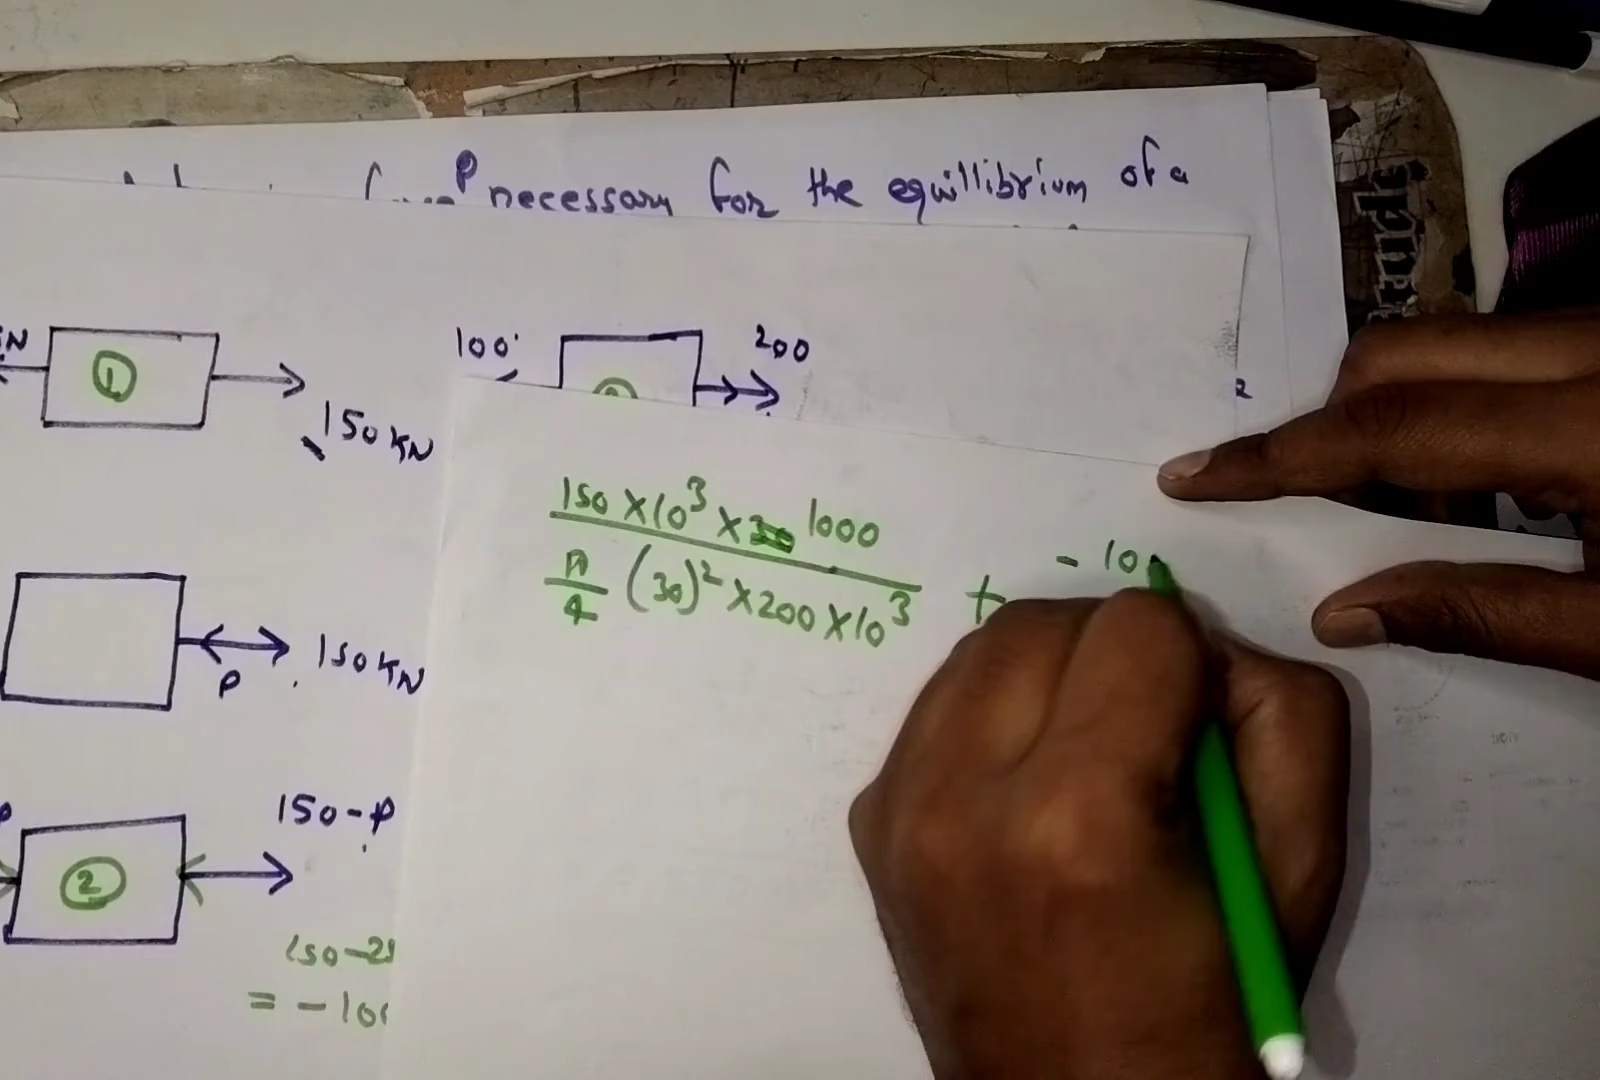 P necessary for the equillibrium of a
100 200
1
150 KN
150 × 10³ × 1000
π/4 (30)² × 200 × 10³ + - 10
150 KN
P
150-P
2
150-2
= - 10